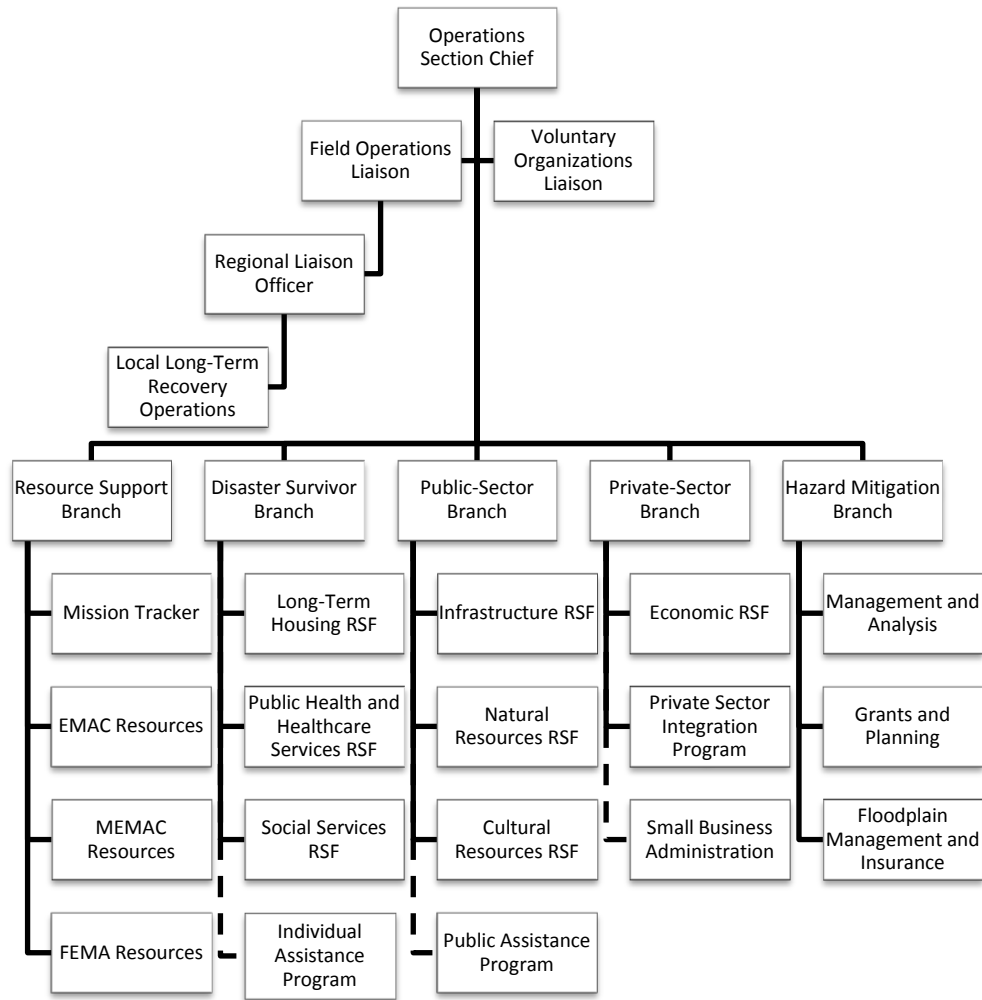 Operations
Section Chief
Field Operations
Liaison
Voluntary
Organizations
Liaison
Regional Liaison
Officer
Local Long-Term
Recovery
Operations
Resource Support
Branch
Disaster Survivor
Branch
Public-Sector
Branch
Private-Sector
Branch
Hazard Mitigation
Branch
Mission Tracker
Long-Term
Housing RSF
Infrastructure RSF
Economic RSF
Management and
Analysis
EMAC Resources
Public Health and
Healthcare
Services RSF
Natural
Resources RSF
Private Sector
Integration
Program
Grants and
Planning
MEMAC
Resources
Social Services
RSF
Cultural
Resources RSF
Small Business
Administration
Floodplain
Management and
Insurance
FEMA Resources
Individual
Assistance
Program
Public Assistance
Program